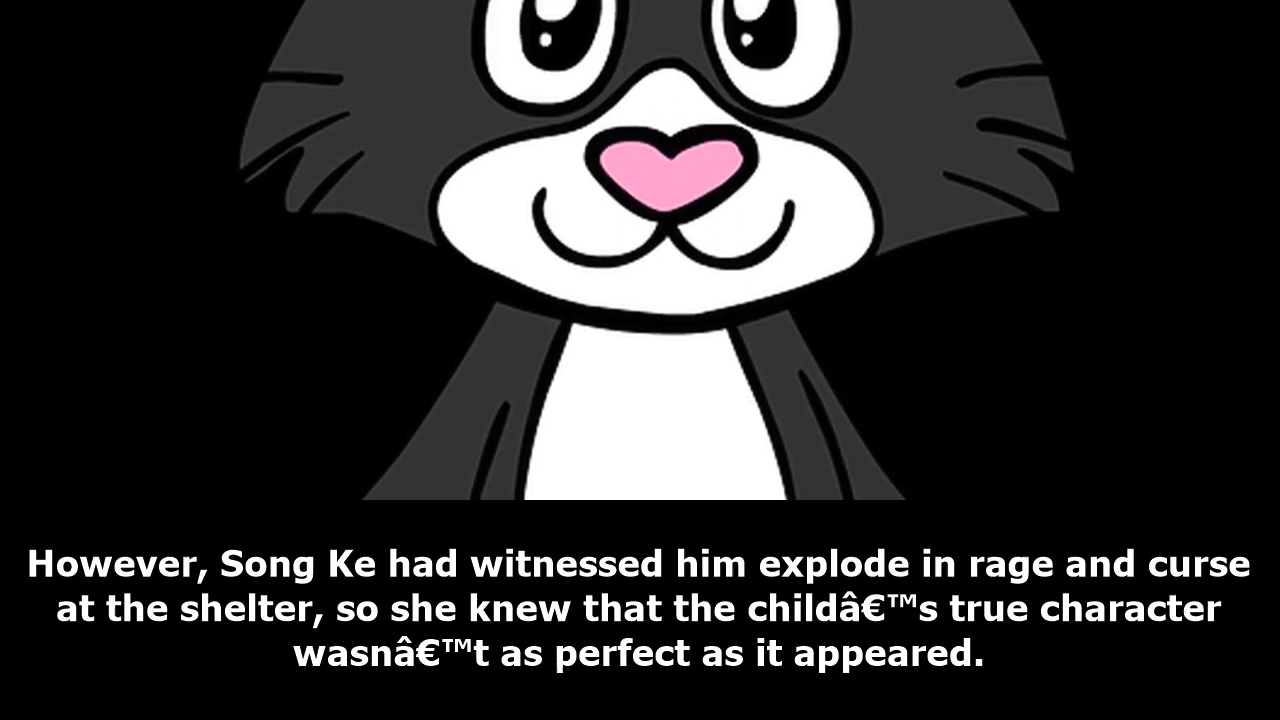 However, Song Ke had witnessed him explode in rage and curse
at the shelter, so she knew that the childâ€™s true character
wasnâ€™t as perfect as it appeared.